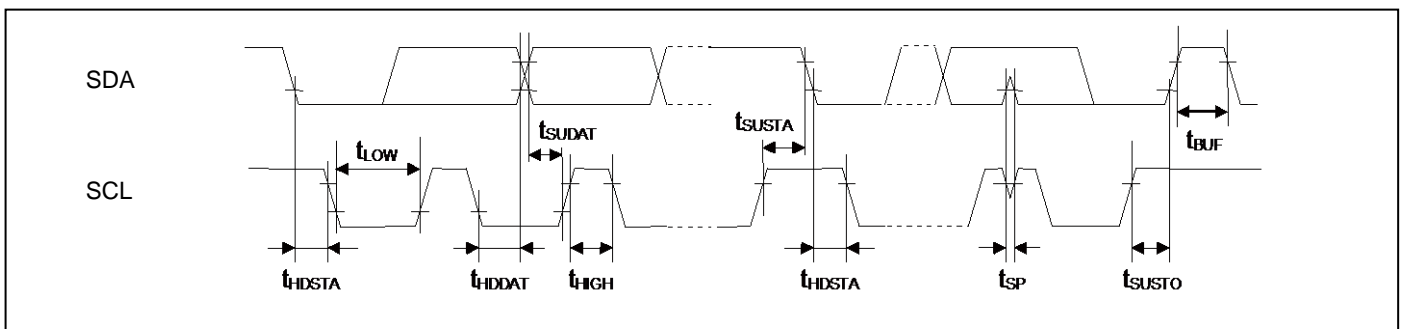 SDA
tSUDAT
tSUSTA
tBUF
tLOW
SCL
tHDSTA
tHDDAT
tHIGH
tHDSTA
tSP
tSUSTO